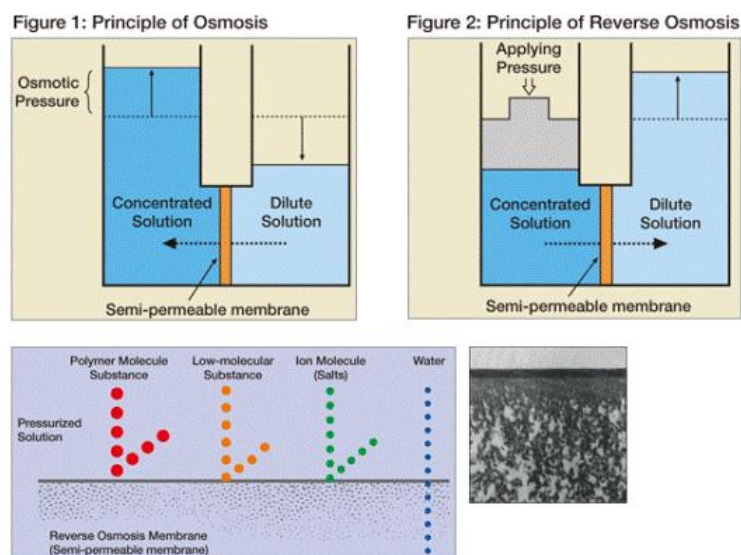 Figure 1: Principle of Osmosis
Osmotic
Pressure
Concentrated
Solution
Dilute
Solution
Semi-permeable membrane
Figure 2: Principle of Reverse Osmosis
Applying
Pressure
Concentrated
Solution
Dilute
Solution
Semi-permeable membrane
Polymer Molecule
Substance
Low-molecular
Substance
Ion Molecule
(Salts)
Water
Pressurized
Solution
Reverse Osmosis Membrane
(Semi-permeable membrane)